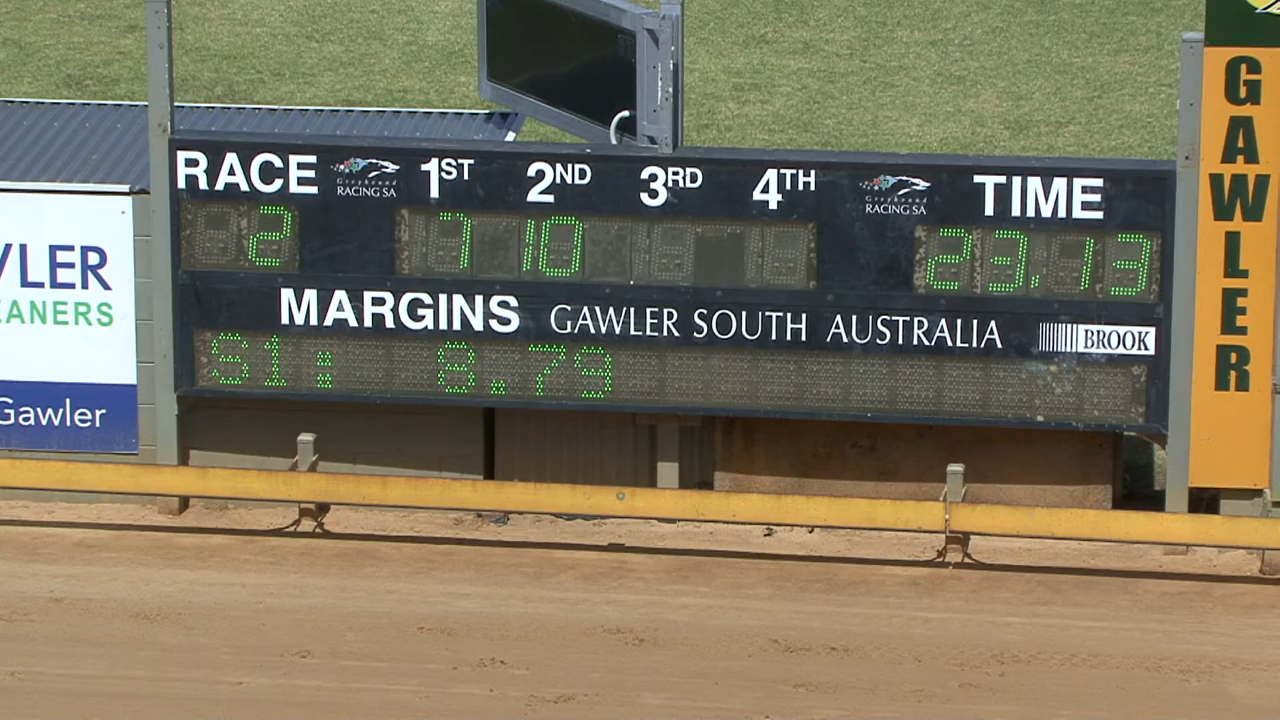 RACE Greyhound RACING SA 1ST 2ND 3RD 4TH Greyhound RACING SA TIME
2 7 10 23.13
MARGINS GAWLER SOUTH AUSTRALIA BROOK
S1: 8.79
GAWLER
VLER
EANERS
Gawler